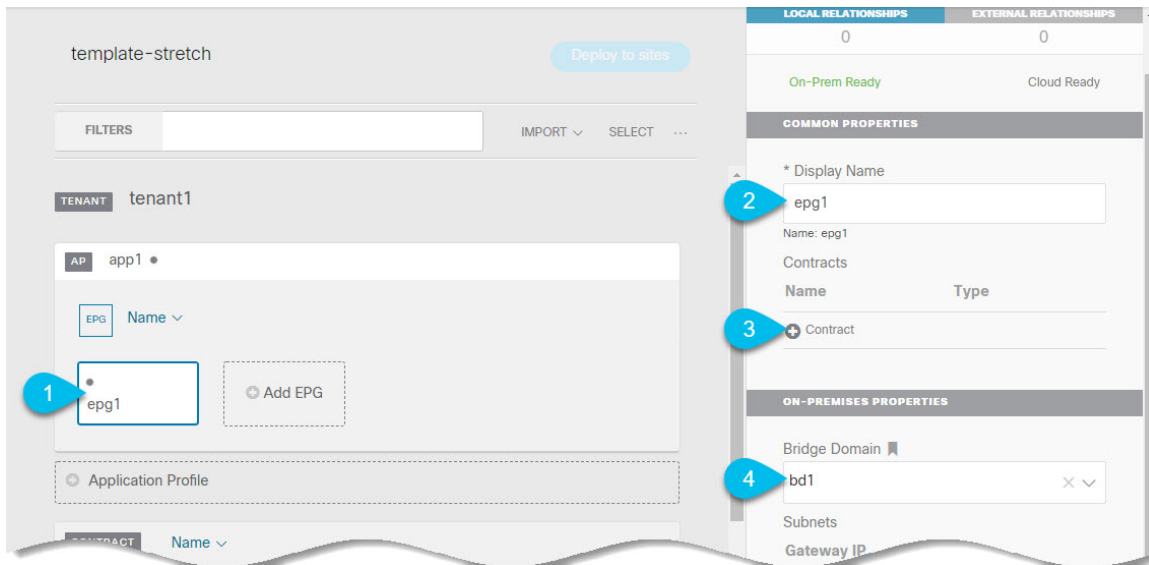 template-stretch
Deploy to sites
FILTERS
IMPORT
SELECT
...
TENANT tenant1
AP app1
EPG Name
1
epg1
Add EPG
Application Profile
CONTRACT Name
LOCAL RELATIONSHIPS
EXTERNAL RELATIONSHIPS
0
0
On-Prem Ready
Cloud Ready
COMMON PROPERTIES
* Display Name
2
epg1
Name: epg1
Contracts
Name
Type
3
Contract
ON-PREMISES PROPERTIES
Bridge Domain
4
bd1
Subnets
Gateway IP